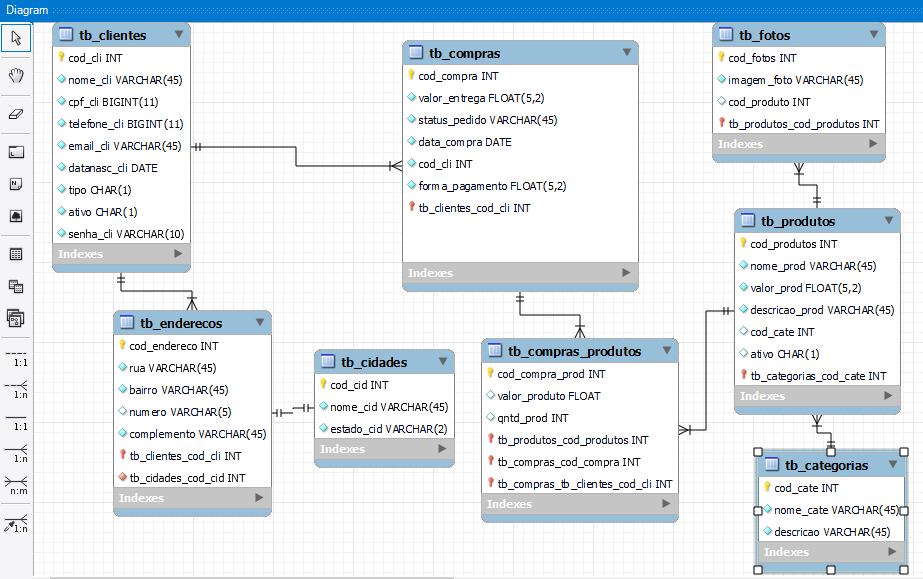 Diagram
tb_clientes
cod_cli INT
nome_cli VARCHAR(45)
cpf_cli BIGINT(11)
telefone_cli BIGINT(11)
email_cli VARCHAR(45)
datanasc_cli DATE
tipo CHAR(1)
ativo CHAR(1)
senha_cli VARCHAR(10)
Indexes
tb_compras
cod_compra INT
valor_entrega FLOAT(5,2)
status_pedido VARCHAR(45)
data_compra DATE
cod_cli INT
forma_pagamento FLOAT(5,2)
tb_clientes_cod_cli INT
Indexes
tb_fotos
cod_fotos INT
imagem_foto VARCHAR(45)
cod_produto INT
tb_produtos_cod_produtos INT
Indexes
tb_produtos
cod_produtos INT
nome_prod VARCHAR(45)
valor_prod FLOAT(5,2)
descricao_prod VARCHAR(45)
cod_cate INT
ativo CHAR(1)
tb_categorias_cod_cate INT
Indexes
tb_enderecos
cod_endereco INT
rua VARCHAR(45)
bairro VARCHAR(45)
numero VARCHAR(5)
complemento VARCHAR(45)
tb_clientes_cod_cli INT
tb_cidades_cod_cid INT
Indexes
tb_cidades
cod_cid INT
nome_cid VARCHAR(45)
estado_cid VARCHAR(2)
Indexes
tb_compras_produtos
cod_compra_prod INT
valor_produto FLOAT
qntd_prod INT
tb_produtos_cod_produtos INT
tb_compras_cod_compra INT
tb_compras_tb_clientes_cod_cli INT
Indexes
tb_categorias
cod_cate INT
nome_cate VARCHAR(45)
descricao VARCHAR(45)
Indexes
1:1
1:n
1:1
1:n
n:m
1:n